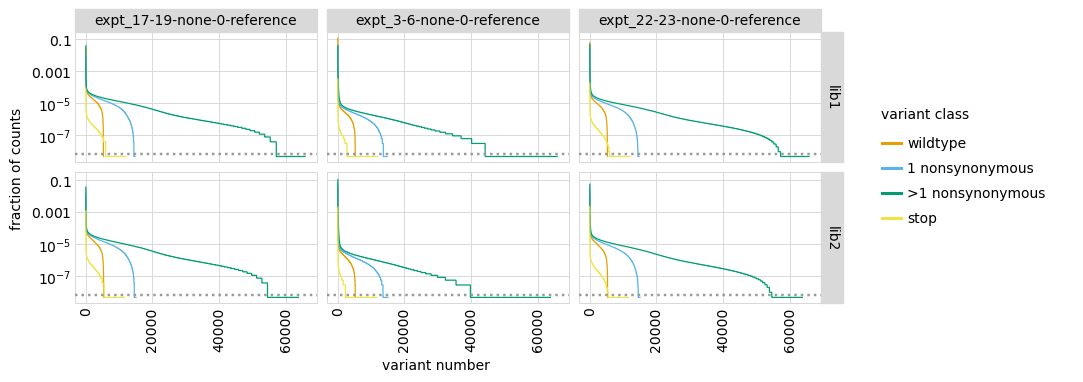 expt_17-19-none-0-reference
expt_3-6-none-0-reference
expt_22-23-none-0-reference
0.1
0.001
10⁻⁵
10⁻⁷
lib1
0.1
0.001
10⁻⁵
10⁻⁷
lib2
fraction of counts
0
20000
40000
60000
0
20000
40000
60000
0
20000
40000
60000
variant number
variant class
wildtype
1 nonsynonymous
>1 nonsynonymous
stop